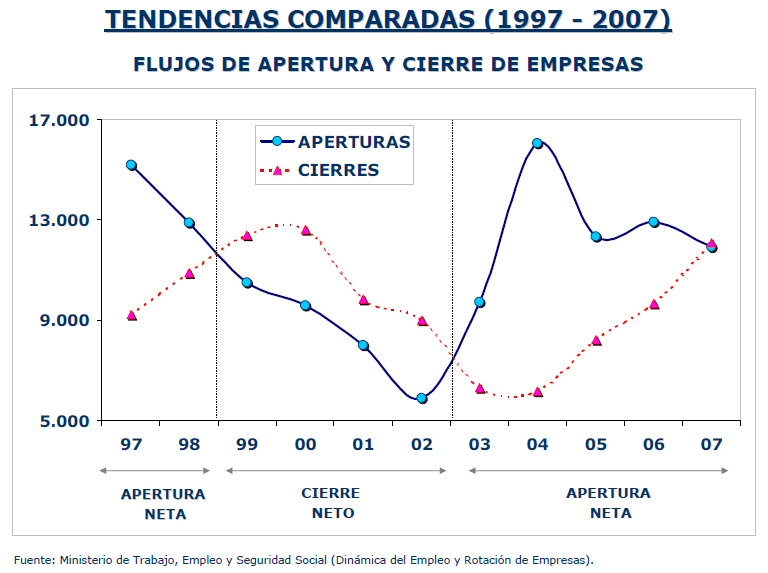 TENDENCIAS COMPARADAS (1997 - 2007)
FLUJOS DE APERTURA Y CIERRE DE EMPRESAS
17.000
APERTURAS
CIERRES
13.000
9.000
5.000
97 98 99 00 01 02 03 04 05 06 07
APERTURA NETA
CIERRE NETO
APERTURA NETA
Fuente: Ministerio de Trabajo, Empleo y Seguridad Social (Dinámica del Empleo y Rotación de Empresas).